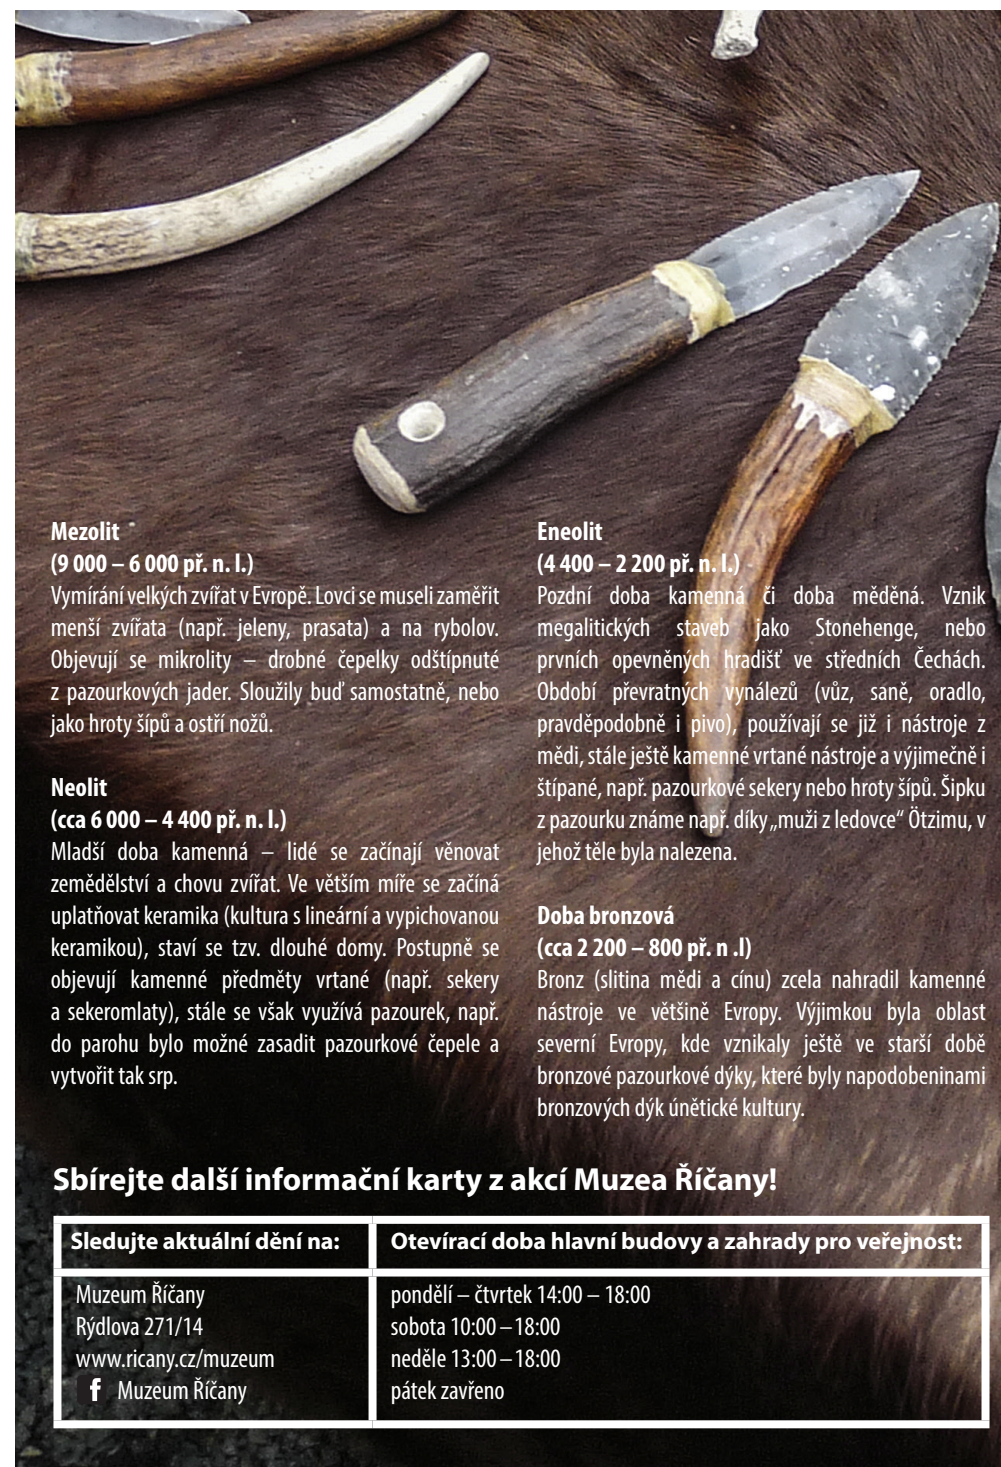 Mezolit
(9 000 – 6 000 př. n. l.)
Vymírání velkých zvířat v Evropě. Lovci se museli zaměřit
menší zvířata (např. jeleny, prasata) a na rybolov.
Objevují se mikrolity – drobné čepelky odštípnuté
z pazourkových jader. Sloužily buď samostatně, nebo
jako hroty šípů a ostří nožů.
Neolit
(cca 6 000 – 4 400 př. n. l.)
Mladší doba kamenná – lidé se začínají věnovat
zemědělství a chovu zvířat. Ve větším míře se začíná
uplatňovat keramika (kultura s lineární a vypichovanou
keramikou), staví se tzv. dlouhé domy. Postupně se
objevují kamenné předměty vrtané (např. sekery
a sekeromlaty), stále se však využívá pazourek, např.
do parohu bylo možné zasadit pazourkové čepele a
vytvořit tak srp.
Eneolit
(4 400 – 2 200 př. n. l.)
Pozdní doba kamenná či doba měděná. Vznik
megalitických staveb jako Stonehenge, nebo
prvních opevněných hradišť ve středních Čechách.
Období převratných vynálezů (vůz, saně, oradlo,
pravděpodobně i pivo), používají se již i nástroje z
mědi, stále ještě kamenné vrtané nástroje a výjimečně i
štípané, např. pazourkové sekery nebo hroty šípů. Šipku
z pazourku známe např. díky „muži z ledovce“ Ötzimu, v
jehož těle byla nalezena.
Doba bronzová
(cca 2 200 – 800 př. n .l)
Bronz (slitina mědi a cínu) zcela nahradil kamenné
nástroje ve většině Evropy. Výjimkou byla oblast
severní Evropy, kde vznikaly ještě ve starší době
bronzové pazourkové dýky, které byly napodobeninami
bronzových dýk únětické kultury.
Sbírejte další informační karty z akcí Muzea Říčany!
Sledujte aktuální dění na:
Muzeum Říčany
Rýdlova 271/14
www.ricany.cz/muzeum
f Muzeum Říčany
Otevírací doba hlavní budovy a zahrady pro veřejnost:
pondělí – čtvrtek 14:00 – 18:00
sobota 10:00 – 18:00
neděle 13:00 – 18:00
pátek zavřeno